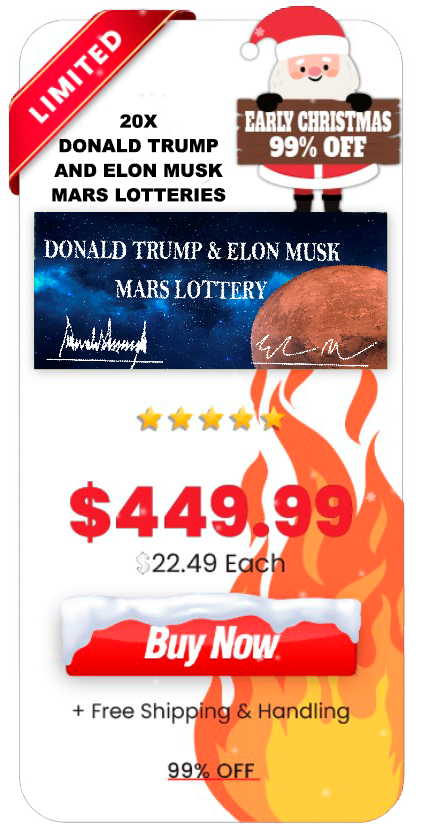 LIMITED
EARLY CHRISTMAS
99% OFF
20X
DONALD TRUMP
AND ELON MUSK
MARS LOTTERIES
DONALD TRUMP & ELON MUSK
MARS LOTTERY
$449.99
$22.49 Each
Buy Now
+ Free Shipping & Handling
99% OFF